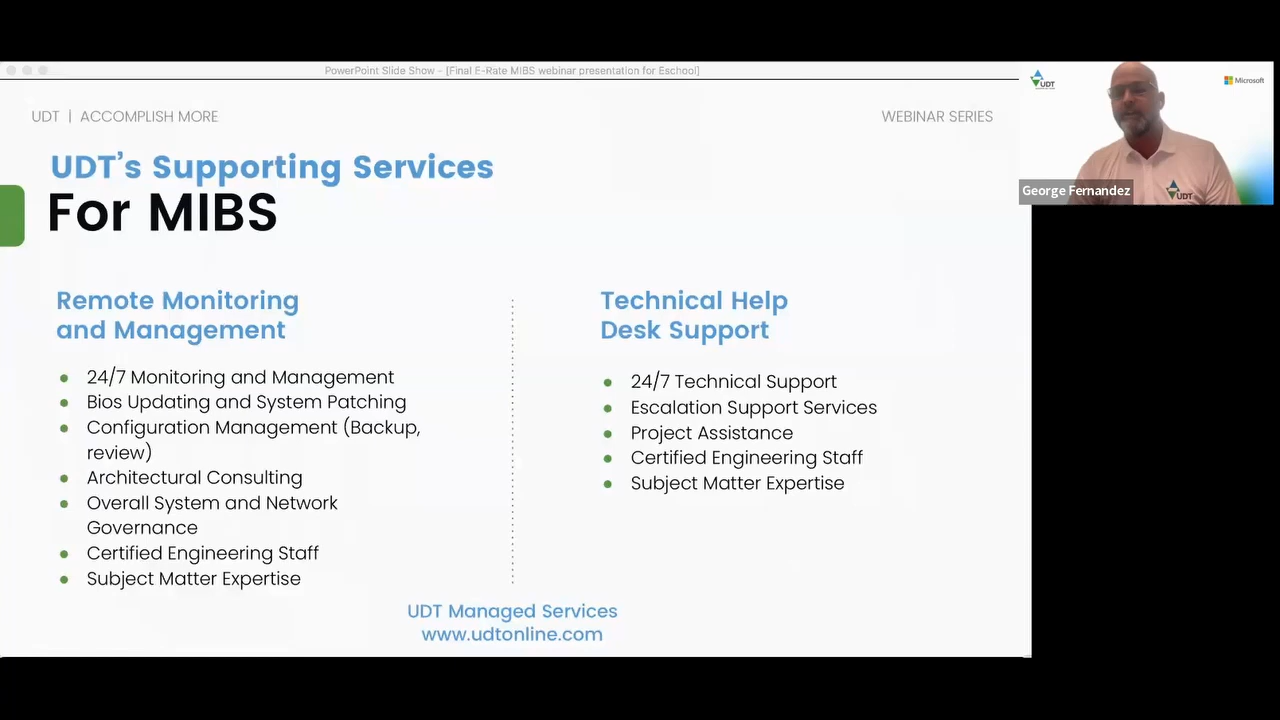 PowerPoint Slide Show - [Final E-Rate MIBS webinar presentation for Eschool]
UDT | ACCOMPLISH MORE
WEBINAR SERIES
UDT's Supporting Services
For MIBS
Remote Monitoring
and Management
24/7 Monitoring and Management
Bios Updating and System Patching
Configuration Management (Backup,
review)
Architectural Consulting
Overall System and Network
Governance
Certified Engineering Staff
Subject Matter Expertise
Technical Help
Desk Support
24/7 Technical Support
Escalation Support Services
Project Assistance
Certified Engineering Staff
Subject Matter Expertise
UDT Managed Services
www.udtonline.com
UDT
Microsoft
UDT
George Fernandez